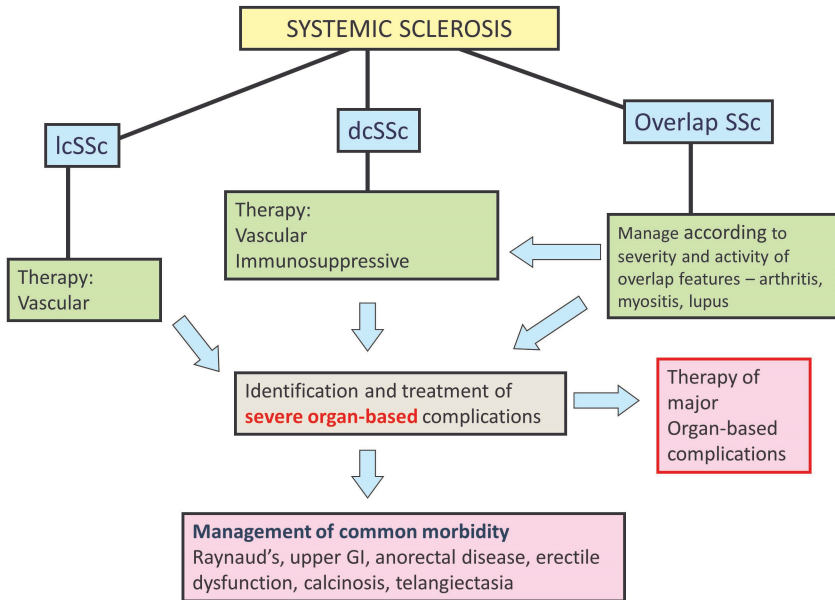 SYSTEMIC SCLEROSIS
lcSSc
dcSSc
Overlap SSc
Therapy:
Vascular
Therapy:
Vascular
Immunosuppressive
Manage according to
severity and activity of
overlap features – arthritis,
myositis, lupus
Identification and treatment of
severe organ-based complications
Therapy of
major
Organ-based
complications
Management of common morbidity
Raynaud’s, upper GI, anorectal disease, erectile
dysfunction, calcinosis, telangiectasia